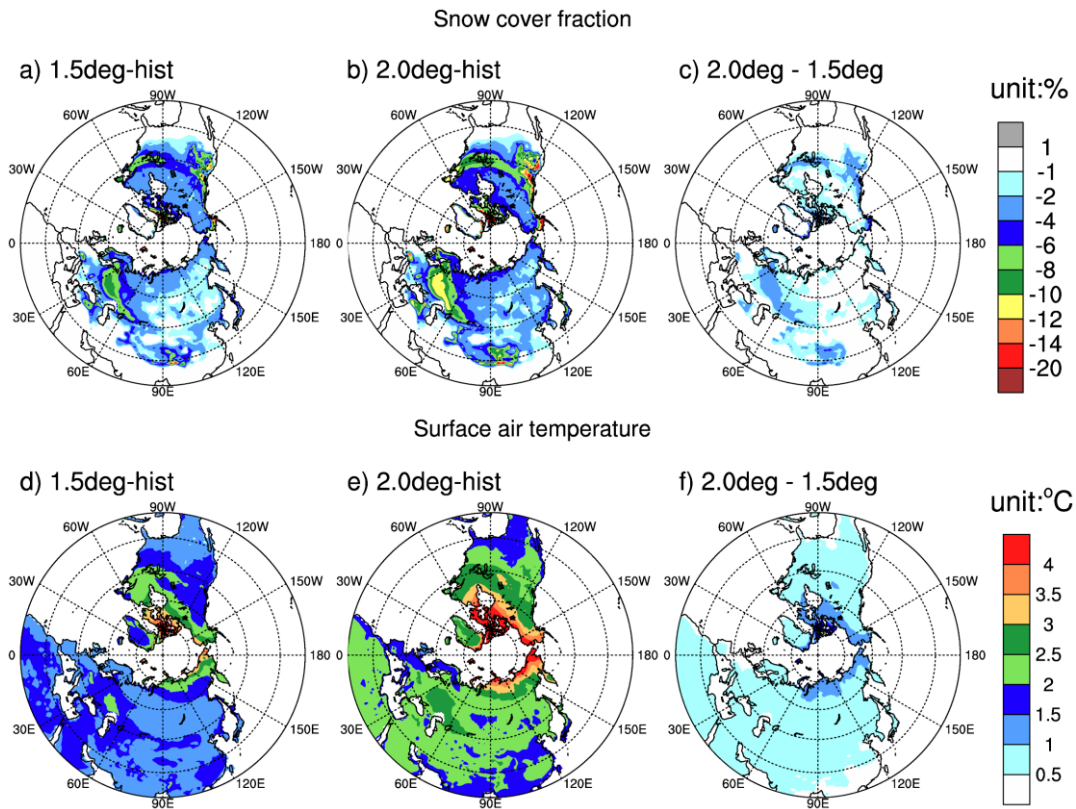 Snow cover fraction
a) 1.5deg-hist
b) 2.0deg-hist
c) 2.0deg - 1.5deg
unit:%
90W
120W
150W
180
150E
120E
90E
60E
30E
0
30W
90W
120W
150W
180
150E
120E
90E
60E
30E
0
30W
90W
120W
150W
180
150E
120E
90E
60E
30E
0
30W
1
-1
-2
-4
-6
-8
-10
-12
-14
-20
Surface air temperature
d) 1.5deg-hist
e) 2.0deg-hist
f) 2.0deg - 1.5deg
unit:°C
90W
120W
150W
180
150E
120E
90E
60E
30E
0
30W
90W
120W
150W
180
150E
120E
90E
60E
30E
0
30W
90W
120W
150W
180
150E
120E
90E
60E
30E
0
30W
4
3.5
3
2.5
2
1.5
1
0.5